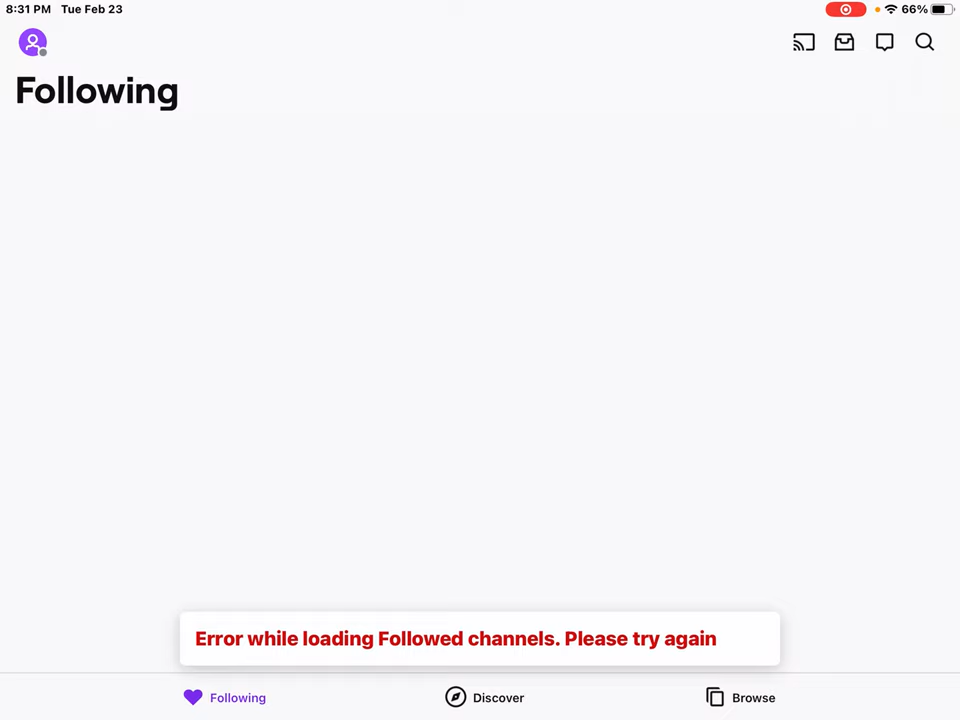 8:31 PM Tue Feb 23 66%
Following
Error while loading Followed channels. Please try again
Following Discover Browse